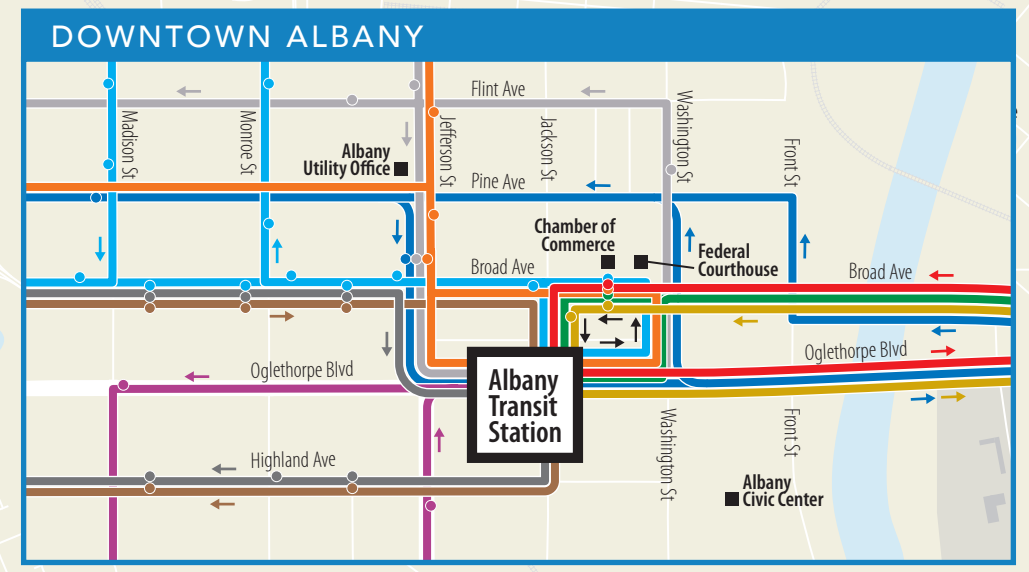 DOWNTOWN ALBANY
Flint Ave
Madison St
Monroe St
Jefferson St
Jackson St
Washington St
Front St
Albany
Utility Office
Pine Ave
Chamber of
Commerce
Federal
Courthouse
Broad Ave
Broad Ave
Oglethorpe Blvd
Oglethorpe Blvd
Albany
Transit
Station
Washington St
Front St
Highland Ave
Albany
Civic Center